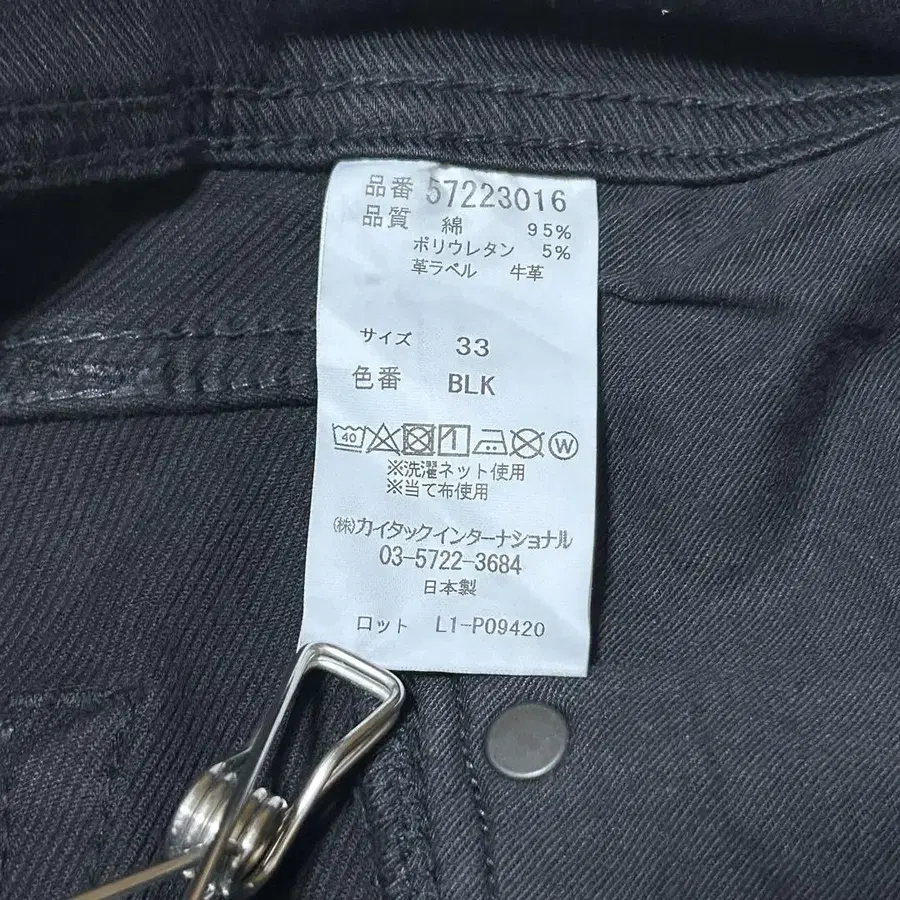 品番 57223016
品質 綿 95%
ポリウレタン 5%
革ラベル 牛革
サイズ 33
色番 BLK
40 W
※洗濯ネット使用
※当て布使用
㈱カイタックインターナショナル
03-5722-3684
日本製
ロット L1-P09420